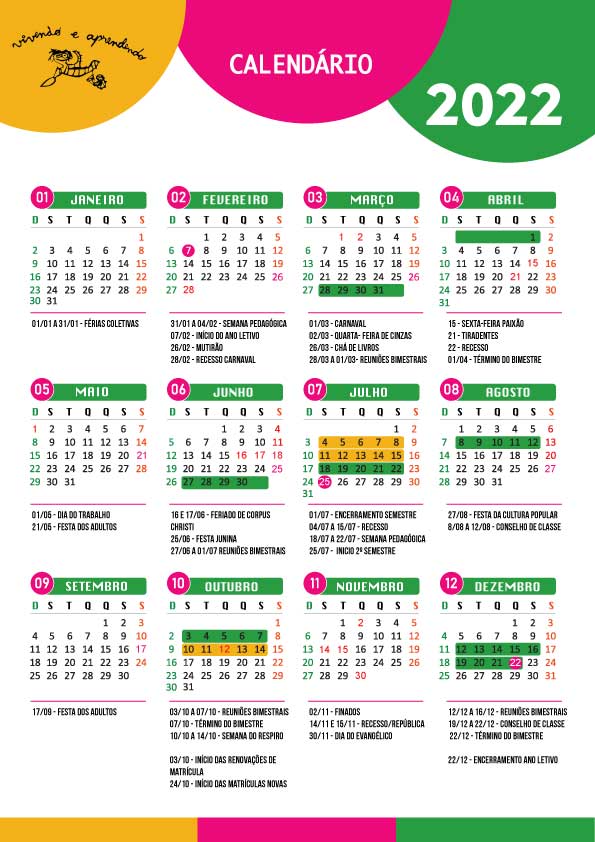 vivendo e aprendendo
CALENDÁRIO
2022
01 JANEIRO
D S T Q Q S S
1
2 3 4 5 6 7 8
9 10 11 12 13 14 15
16 17 18 19 20 21 22
23 24 25 26 27 28 29
30 31
01/01 A 31/01 - FÉRIAS COLETIVAS
02 FEVEREIRO
D S T Q Q S S
1 2 3 4 5
6 7 8 9 10 11 12
13 14 15 16 17 18 19
20 21 22 23 24 25 26
27 28
31/01 A 04/02 - SEMANA PEDAGÓGICA
07/02 - INÍCIO DO ANO LETIVO
26/02 - MUTIRÃO
28/02 - RECESSO CARNAVAL
03 MARÇO
D S T Q Q S S
1 2 3 4 5
6 7 8 9 10 11 12
13 14 15 16 17 18 19
20 21 22 23 24 25 26
27 28 29 30 31
01/03 - CARNAVAL
02/03 - QUARTA- FEIRA DE CINZAS
26/03 - CHÁ DE LIVROS
28/03 A 01/03- REUNIÕES BIMESTRAIS
04 ABRIL
D S T Q Q S S
1 2
3 4 5 6 7 8 9
10 11 12 13 14 15 16
17 18 19 20 21 22 23
24 25 26 27 28 29 30
31
15 - SEXTA-FEIRA PAIXÃO
21 - TIRADENTES
22 - RECESSO
01/04 - TÉRMINO DO BIMESTRE
05 MAIO
D S T Q Q S S
1 2 3 4 5 6 7
8 9 10 11 12 13 14
15 16 17 18 19 20 21
22 23 24 25 26 27 28
29 30 31
01/05 - DIA DO TRABALHO
21/05 - FESTA DOS ADULTOS
06 JUNHO
D S T Q Q S S
1 2 3 4
5 6 7 8 9 10 11
12 13 14 15 16 17 18
19 20 21 22 23 24 25
26 27 28 29 30
16 E 17/06 - FERIADO DE CORPUS
CHRISTI
25/06 - FESTA JUNINA
27/06 A 01/07 REUNIÕES BIMESTRAIS
07 JULHO
D S T Q Q S S
1 2
3 4 5 6 7 8 9
10 11 12 13 14 15 16
17 18 19 20 21 22 23
24 25 26 27 28 29 30
31
01/07 - ENCERRAMENTO SEMESTRE
04/07 A 15/07 - RECESSO
18/07 A 22/07 - SEMANA PEDAGÓGICA
25/07 - INICIO 2º SEMESTRE
08 AGOSTO
D S T Q Q S S
1 2 3 4 5 6
7 8 9 10 11 12 13
14 15 16 17 18 19 20
21 22 23 24 25 26 27
28 29 30 31
27/08 - FESTA DA CULTURA POPULAR
8/08 A 12/08 - CONSELHO DE CLASSE
09 SETEMBRO
D S T Q Q S S
1 2 3
4 5 6 7 8 9 10
11 12 13 14 15 16 17
18 19 20 21 22 23 24
25 26 27 28 29 30
17/09 - FESTA DOS ADULTOS
10 OUTUBRO
D S T Q Q S S
1
2 3 4 5 6 7 8
9 10 11 12 13 14 15
16 17 18 19 20 21 22
23 24 25 26 27 28 29
30 31
03/10 A 07/10 - REUNIÕES BIMESTRAIS
07/10 - TÉRMINO DO BIMESTRE
10/10 A 14/10 - SEMANA DO RESPIRO
03/10 - INÍCIO DAS RENOVAÇÕES DE
MATRÍCULA
24/10 - INÍCIO DAS MATRÍCULAS NOVAS
11 NOVEMBRO
D S T Q Q S S
1 2 3 4 5
6 7 8 9 10 11 12
13 14 15 16 17 18 19
20 21 22 23 24 25 26
27 28 29 30
02/11 - FINADOS
14/11 E 15/11 - RECESSO/REPÚBLICA
30/11 - DIA DO EVANGÉLICO
12 DEZEMBRO
D S T Q Q S S
1 2 3
4 5 6 7 8 9 10
11 12 13 14 15 16 17
18 19 20 21 22 23 24
25 26 27 28 29 30 31
12/12 A 16/12 - REUNIÕES BIMESTRAIS
19/12 A 22/12 - CONSELHO DE CLASSE
22/12 - TÉRMINO DO BIMESTRE
22/12 - ENCERRAMENTO ANO LETIVO